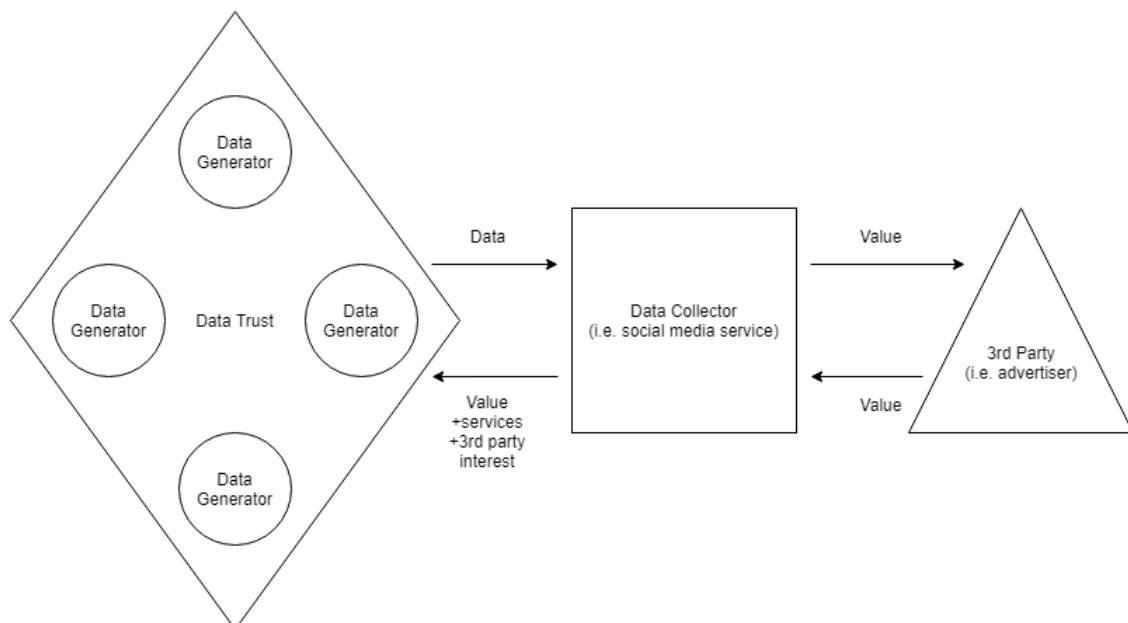 Data
Generator
Data
Generator
Data Trust
Data
Generator
Data
Generator
Data
Value
+services
+3rd party
interest
Data Collector
(i.e. social media service)
Value
Value
3rd Party
(i.e. advertiser)